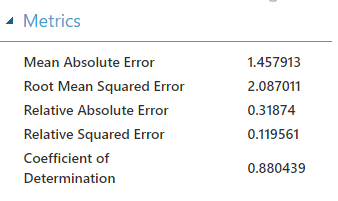 Metrics
Mean Absolute Error 1.457913
Root Mean Squared Error 2.087011
Relative Absolute Error 0.31874
Relative Squared Error 0.119561
Coefficient of
Determination 0.880439